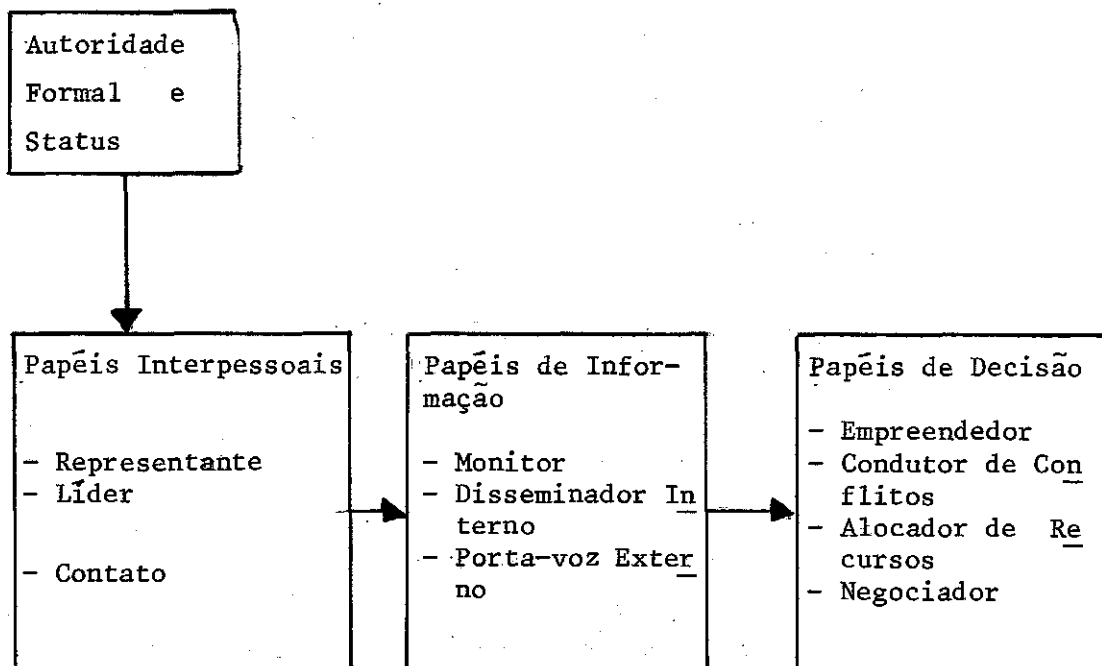 Autoridade
Formal e
Status
Papéis Interpessoais
- Representante
- Líder
- Contato
Papéis de Infor-
mação
- Monitor
- Disseminador In
terno
- Porta-voz Exter
no
Papéis de Decisão
- Empreendedor
- Condutor de Con
flitos
- Alocador de Re
cursos
- Negociador